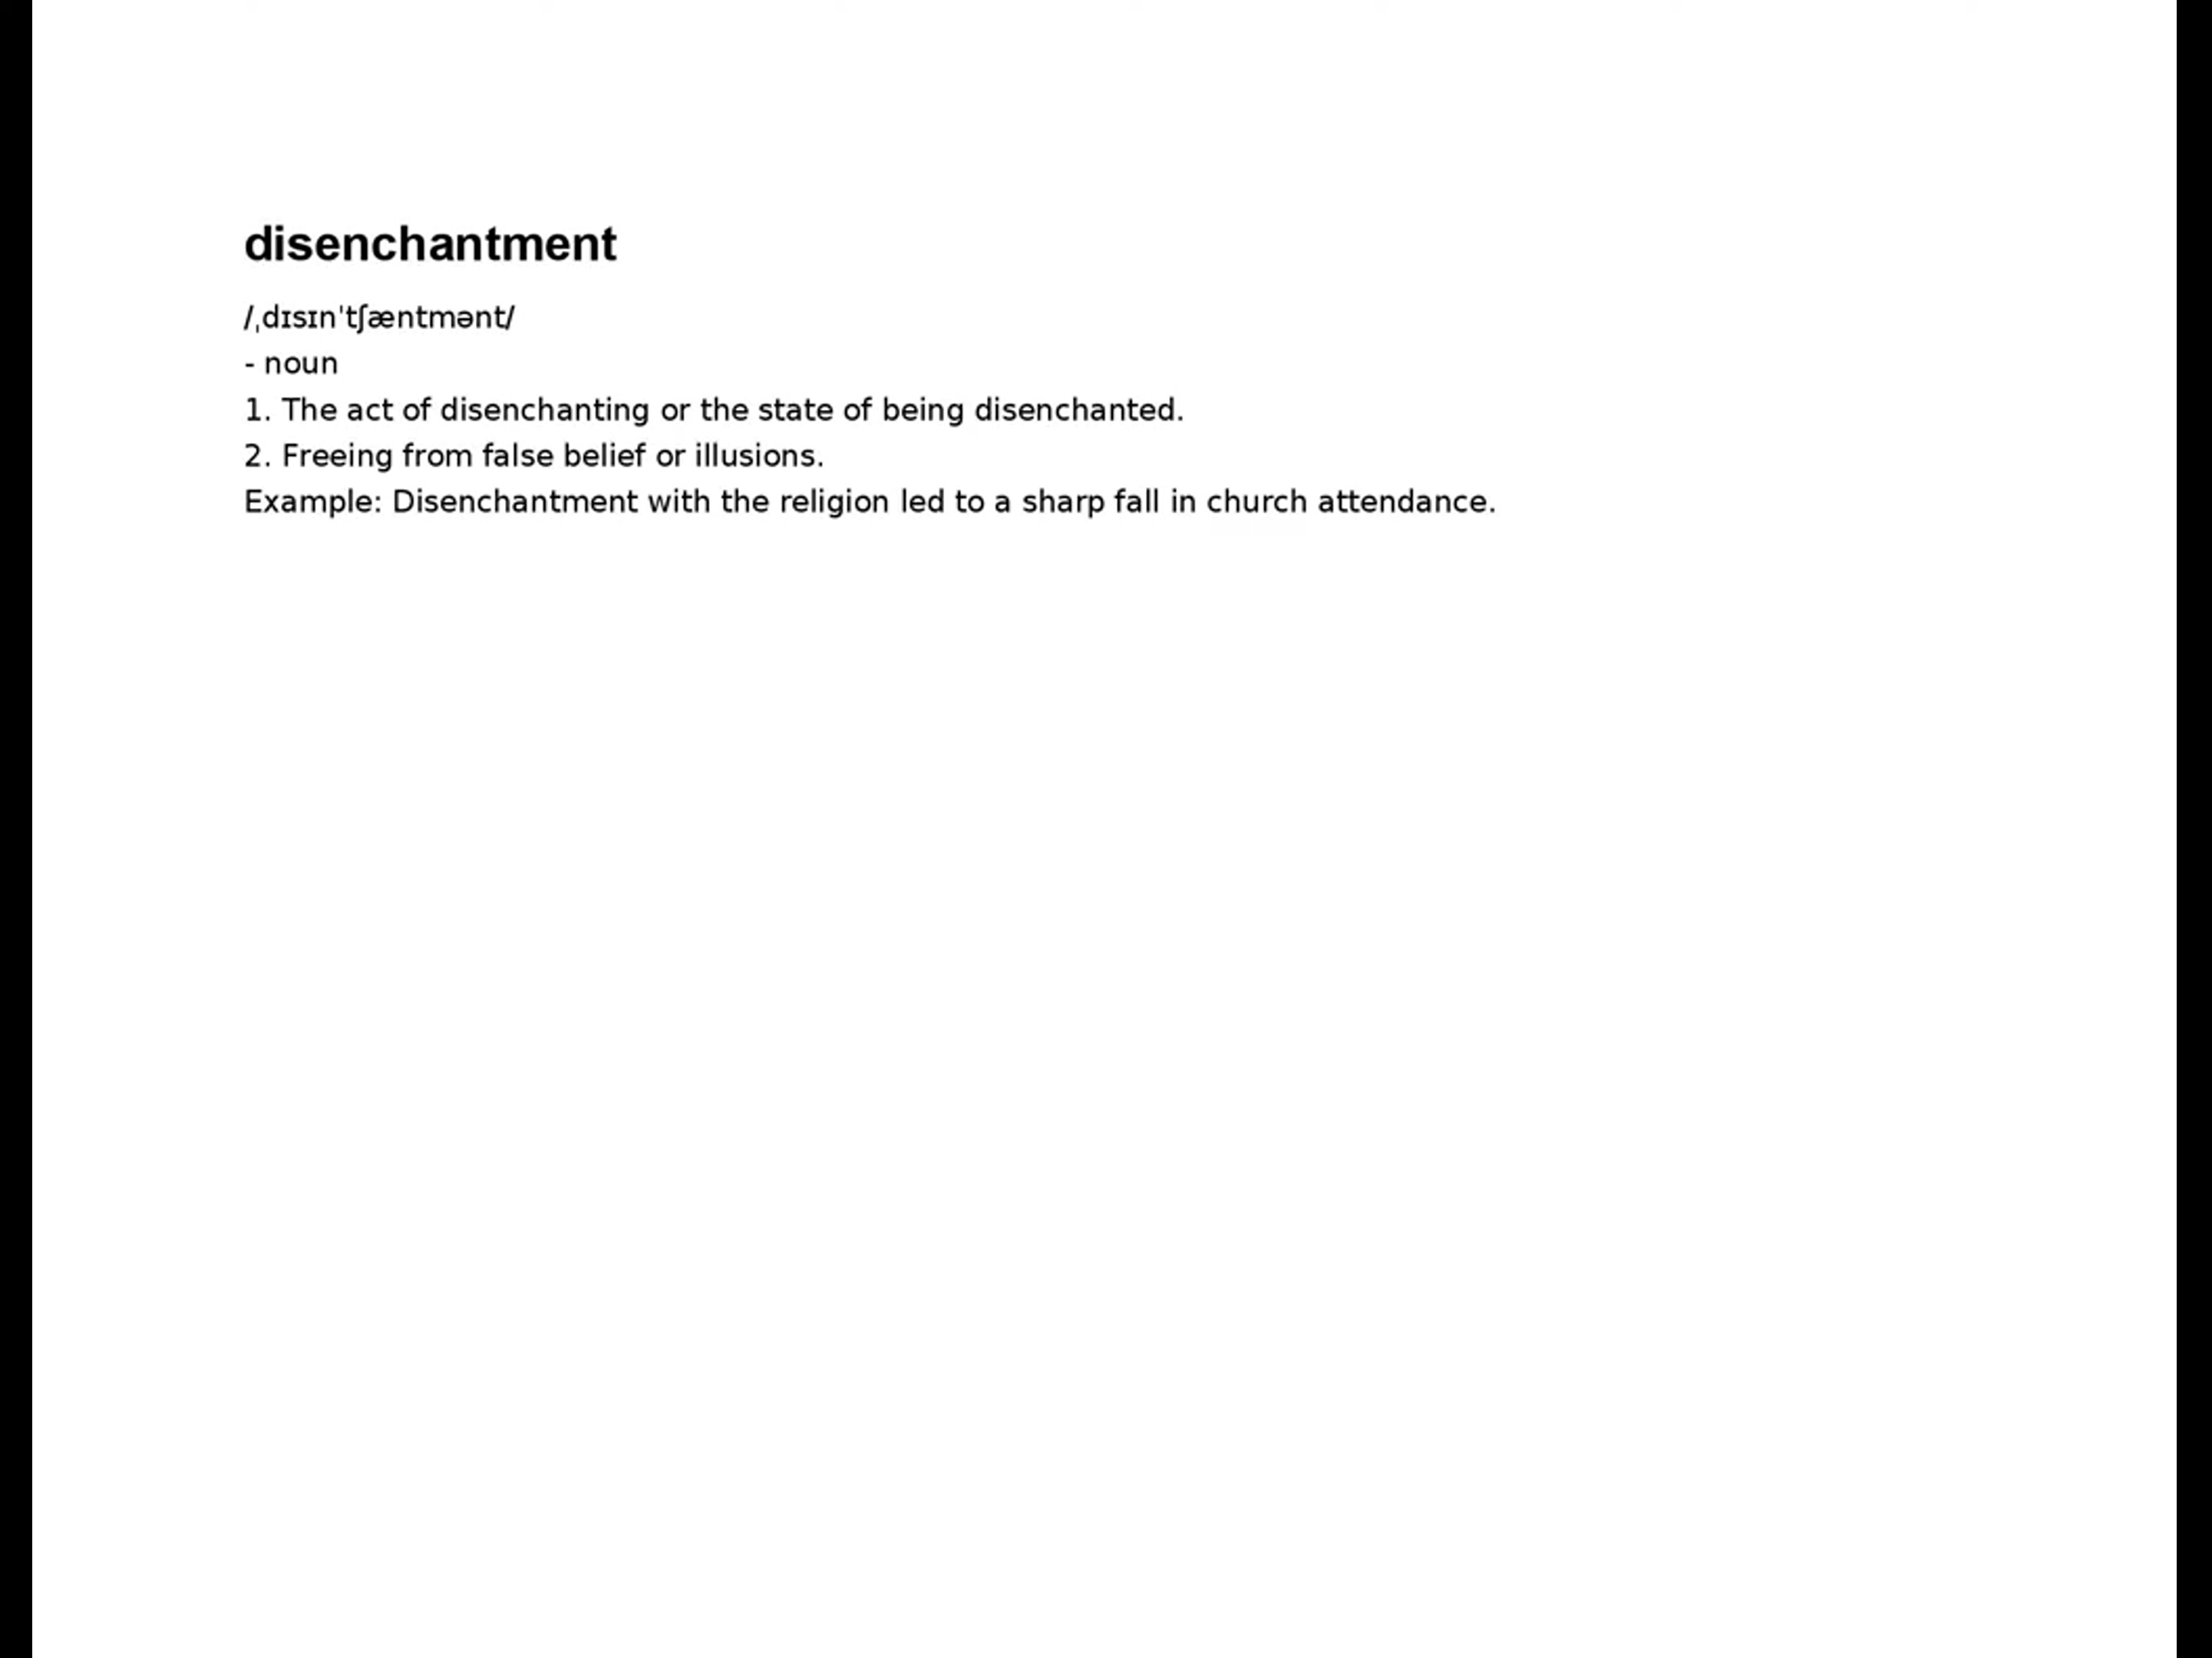 disenchantment
/ˌdɪsɪnˈtʃæntmənt/
- noun
1. The act of disenchanting or the state of being disenchanted.
2. Freeing from false belief or illusions.
Example: Disenchantment with the religion led to a sharp fall in church attendance.